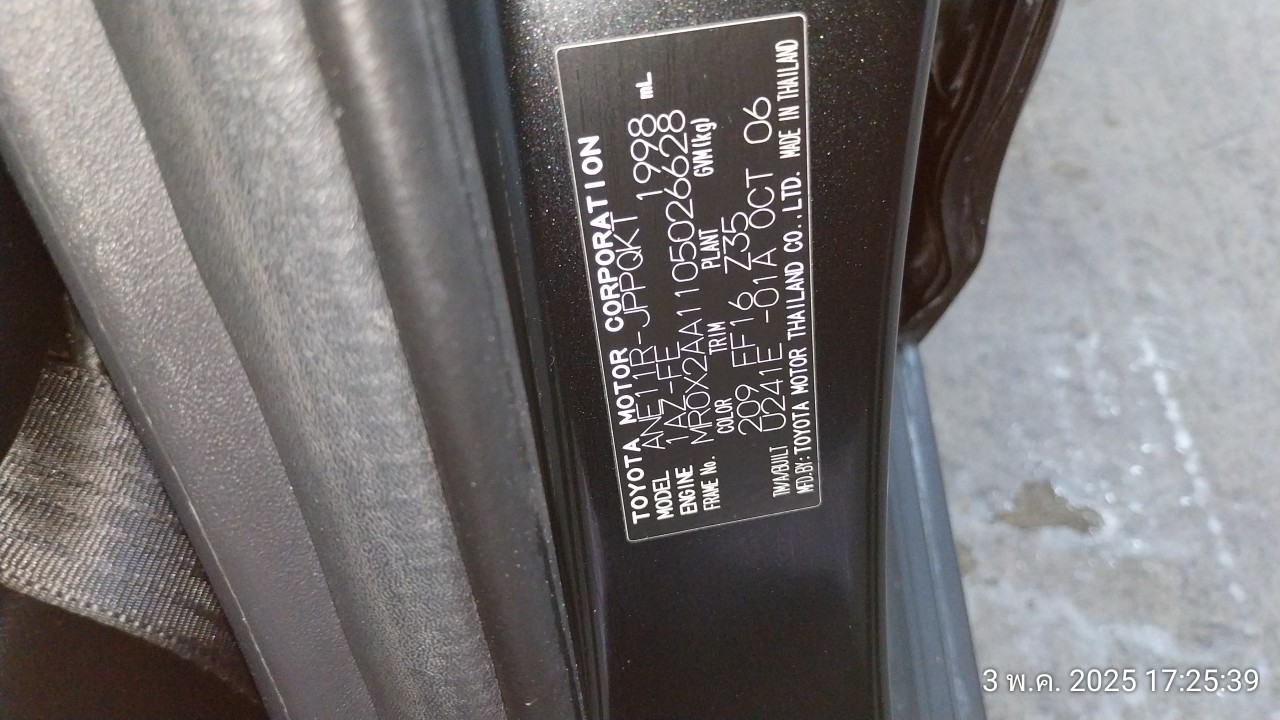 TOYOTA MOTOR CORPORATION
MODEL ANE11R-JPPQKT
ENGINE 1AZ-FE 1998 mL
FRAME No. MR0X2AA1105026628
COLOR TRIM PLANT GVM(kg)
209 FF16 Z35
TM/A/BUILT U241E -01A OCT 06
MFD.BY:TOYOTA MOTOR THAILAND CO.,LTD. MADE IN THAILAND
3 พ.ค. 2025 17:25:39